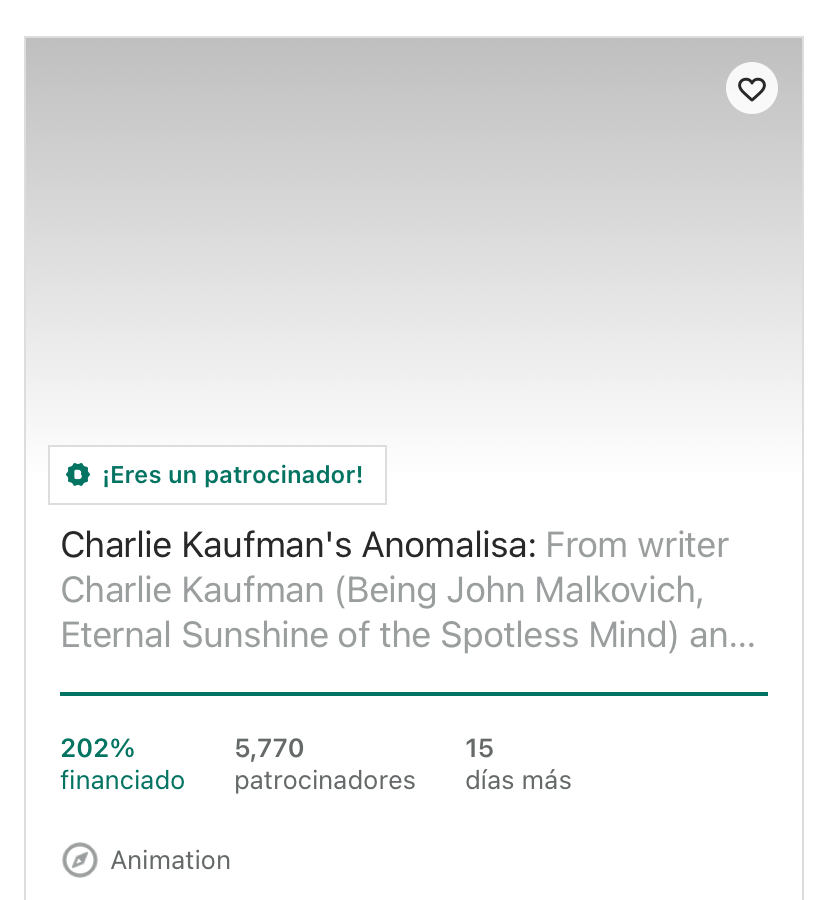 ¡Eres un patrocinador!
Charlie Kaufman's Anomalisa: From writer
Charlie Kaufman (Being John Malkovich,
Eternal Sunshine of the Spotless Mind) an...
202% 5,770 15
financiado patrocinadores días más
Animation